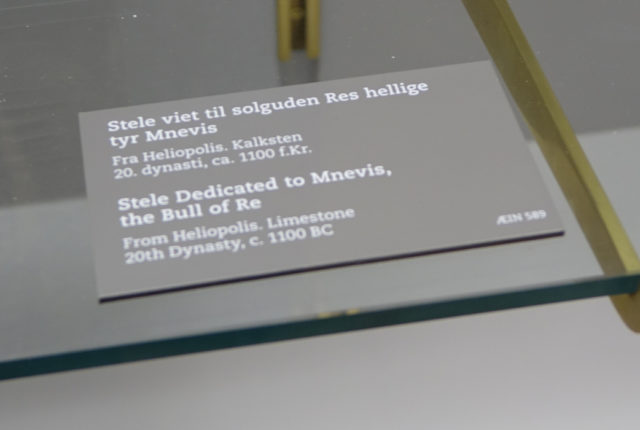 Stele viet til solguden Res hellige
tyr Mnevis
Fra Heliopolis. Kalksten
20. dynasti, ca. 1100 f.Kr.
Stele Dedicated to Mnevis,
the Bull of Re
From Heliopolis. Limestone
20th Dynasty, c. 1100 BC
ÆIN 589